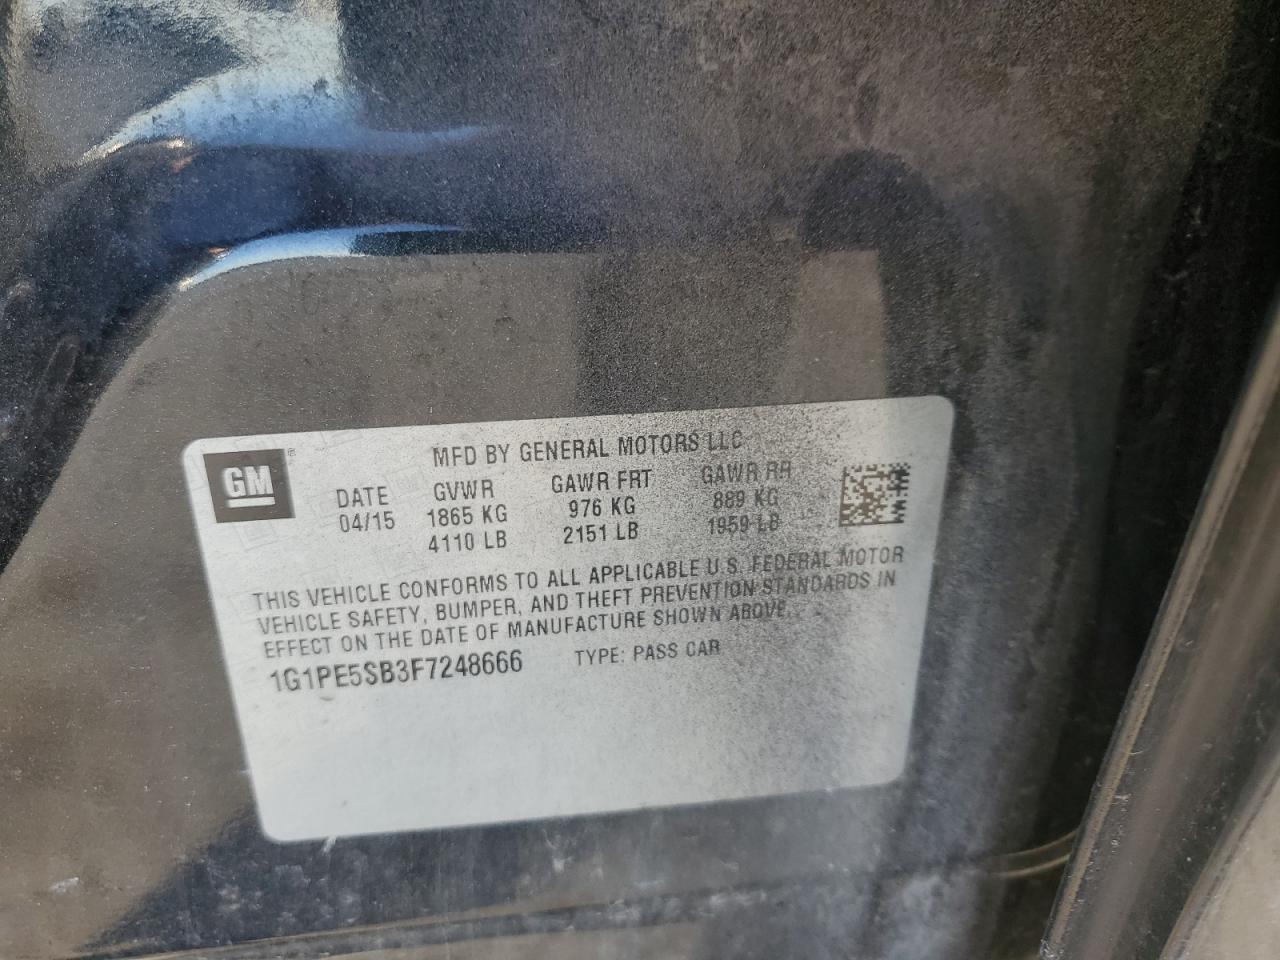 GM
MFD BY GENERAL MOTORS LLC
DATE GVWR GAWR FRT GAWR RR
04/15 1865 KG 976 KG 889 KG
4110 LB 2151 LB 1959 LB
THIS VEHICLE CONFORMS TO ALL APPLICABLE U.S. FEDERAL MOTOR
VEHICLE SAFETY, BUMPER, AND THEFT PREVENTION STANDARDS IN
EFFECT ON THE DATE OF MANUFACTURE SHOWN ABOVE.
1G1PE5SB3F7248666 TYPE: PASS CAR